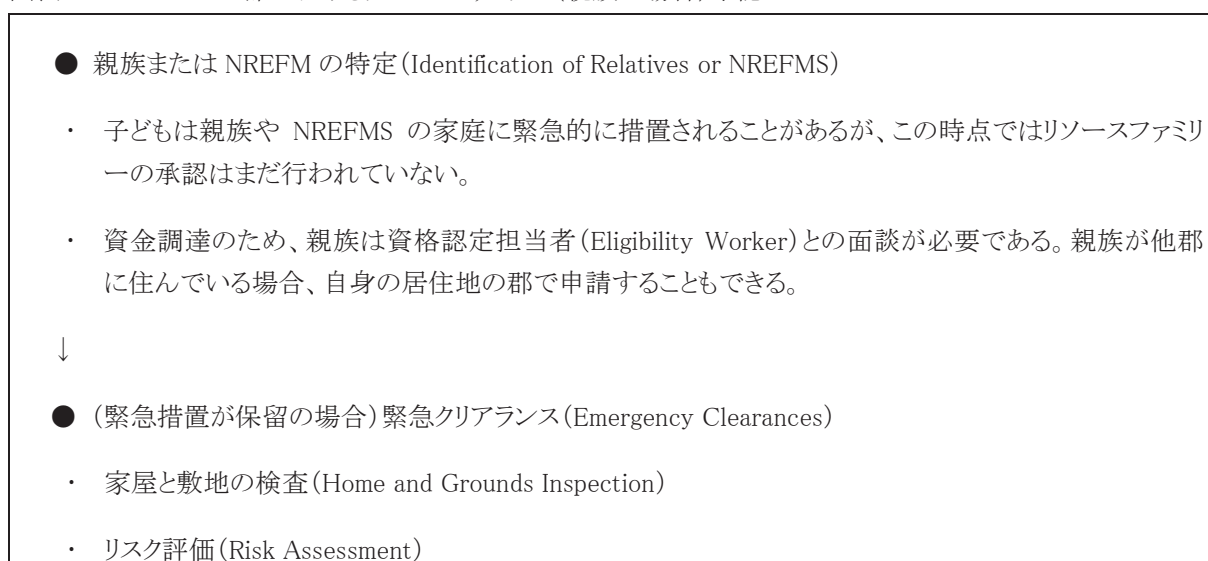 ● 親族または NREFM の特定（Identification of Relatives or NREFMS）
・ 子どもは親族や NREFMS の家庭に緊急的に措置されることがあるが、この時点ではリソースファミリ
ーの承認はまだ行われていない。
・ 資金調達のため、親族は資格認定担当者（Eligibility Worker）との面談が必要である。親族が他郡
に住んでいる場合、自身の居住地の郡で申請することもできる。
↓
● （緊急措置が保留の場合）緊急クリアランス（Emergency Clearances）
・ 家屋と敷地の検査（Home and Grounds Inspection）
・ リスク評価（Risk Assessment）